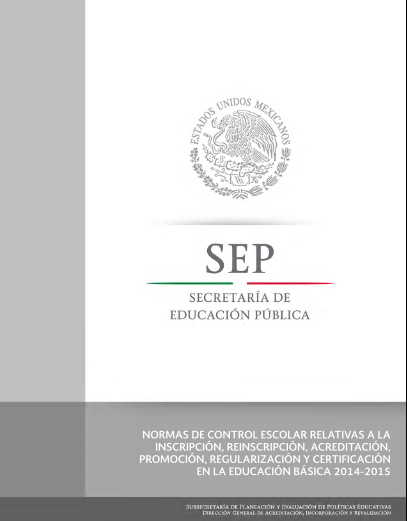 ESTADOS UNIDOS MEXICANOS
SEP
SECRETARÍA DE
EDUCACIÓN PÚBLICA
NORMAS DE CONTROL ESCOLAR RELATIVAS A LA
INSCRIPCIÓN, REINSCRIPCIÓN, ACREDITACIÓN,
PROMOCIÓN, REGULARIZACIÓN Y CERTIFICACIÓN
EN LA EDUCACIÓN BÁSICA 2014-2015
SUBSECRETARÍA DE PLANEACIÓN Y EVALUACIÓN DE POLÍTICAS EDUCATIVAS
DIRECCIÓN GENERAL DE ACREDITACIÓN, INCORPORACIÓN Y REVALIDACIÓN